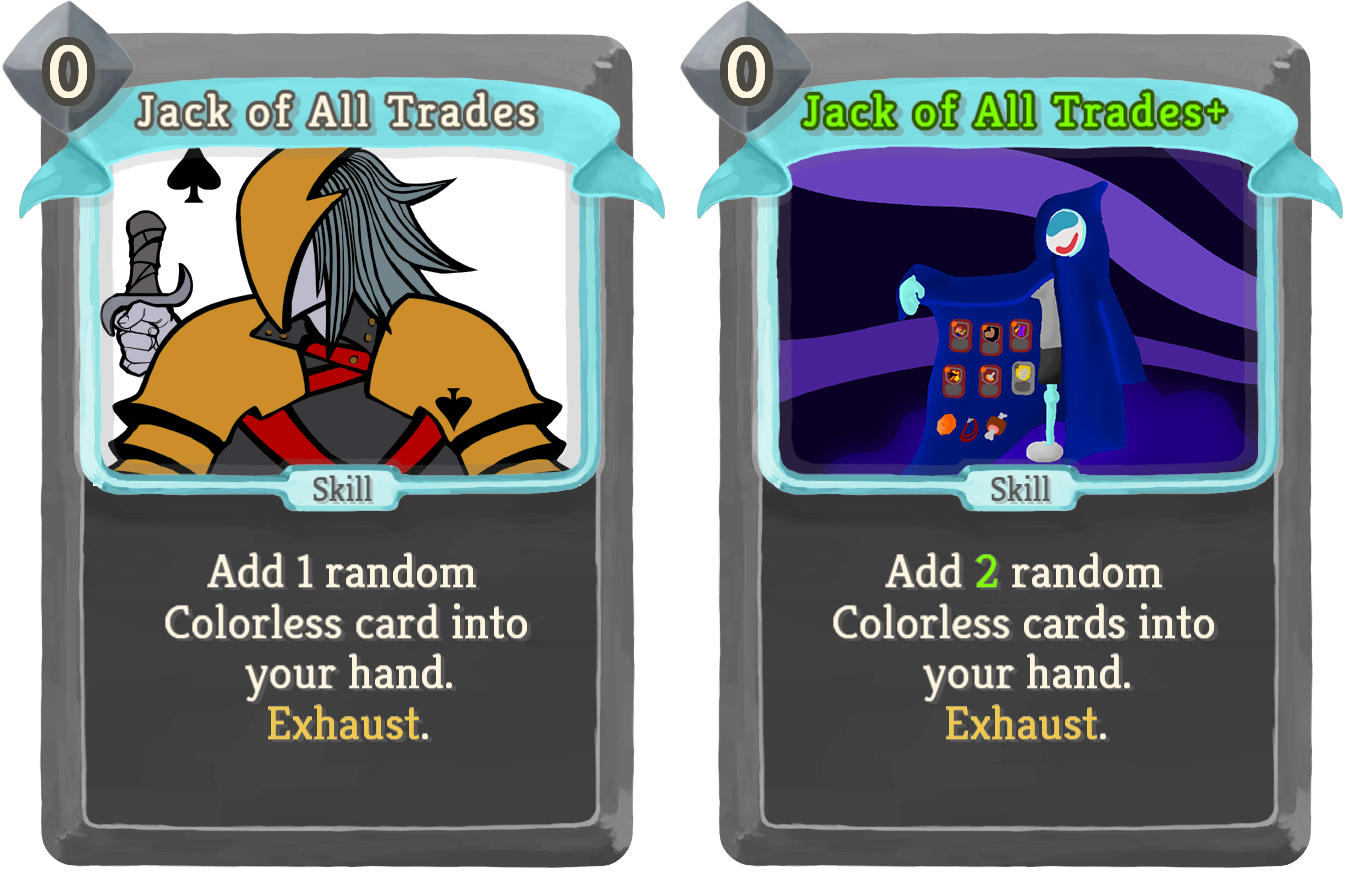 0
Jack of All Trades
Skill
Add 1 random
Colorless card into
your hand.
Exhaust.
0
Jack of All Trades+
Skill
Add 2 random
Colorless cards into
your hand.
Exhaust.